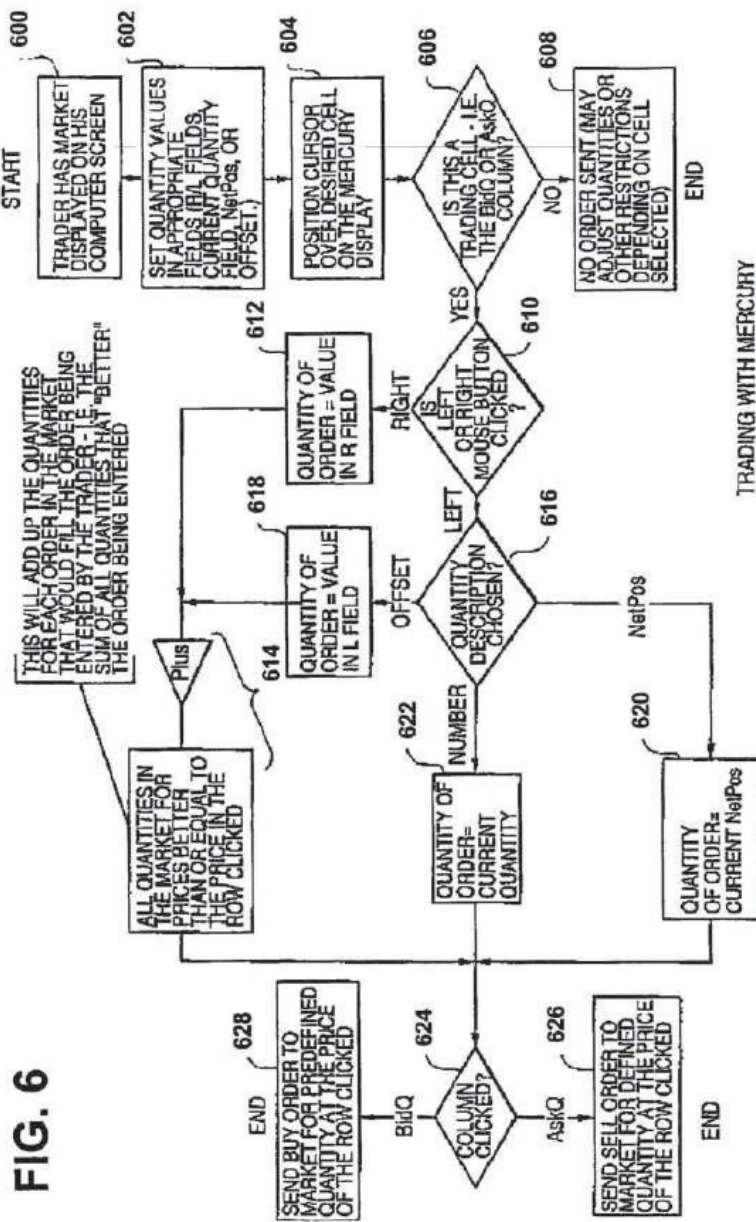 FIG. 6
START
600
TRADER HAS MARKET
DISPLAYED ON HIS
COMPUTER SCREEN
602
SET QUANTITY VALUES
IN APPROPRIATE
FIELDS (R/L FIELDS,
CURRENT QUANTITY
FIELD, NetPos, OR
OFFSET.)
604
POSITION CURSOR
OVER DESIRED CELL
ON THE MERCURY
DISPLAY
606
IS THIS A
TRADING CELL - I.E.
THE BidQ OR AskQ
COLUMN?
NO
608
NO ORDER SENT (MAY
ADJUST QUANTITIES OR
OTHER RESTRICTIONS
DEPENDING ON CELL
SELECTED)
END
YES
610
IS
LEFT
OR RIGHT
MOUSE BUTTON
CLICKED
?
RIGHT
612
QUANTITY OF
ORDER = VALUE
IN R FIELD
LEFT
616
QUANTITY
DESCRIPTION
CHOSEN?
OFFSET
618
QUANTITY OF
ORDER = VALUE
IN L FIELD
Plus
614
THIS WILL ADD UP THE QUANTITIES
FOR EACH ORDER IN THE MARKET
THAT WOULD FILL THE ORDER BEING
ENTERED BY THE TRADER - I.E. THE
SUM OF ALL QUANTITIES THAT "BETTER"
THE ORDER BEING ENTERED
ALL QUANTITIES IN
THE MARKET FOR
PRICES BETTER
THAN OR EQUAL TO
THE PRICE IN THE
ROW CLICKED
NUMBER
622
QUANTITY OF
ORDER=
CURRENT
QUANTITY
NetPos
620
QUANTITY
OF ORDER=
CURRENT NetPos
624
COLUMN
CLICKED?
BidQ
628
SEND BUY ORDER TO
MARKET FOR PREDEFINED
QUANTITY AT THE PRICE
OF THE ROW CLICKED
END
AskQ
626
SEND SELL ORDER TO
MARKET FOR DEFINED
QUANTITY AT THE PRICE
OF THE ROW CLICKED
END
TRADING WITH MERCURY